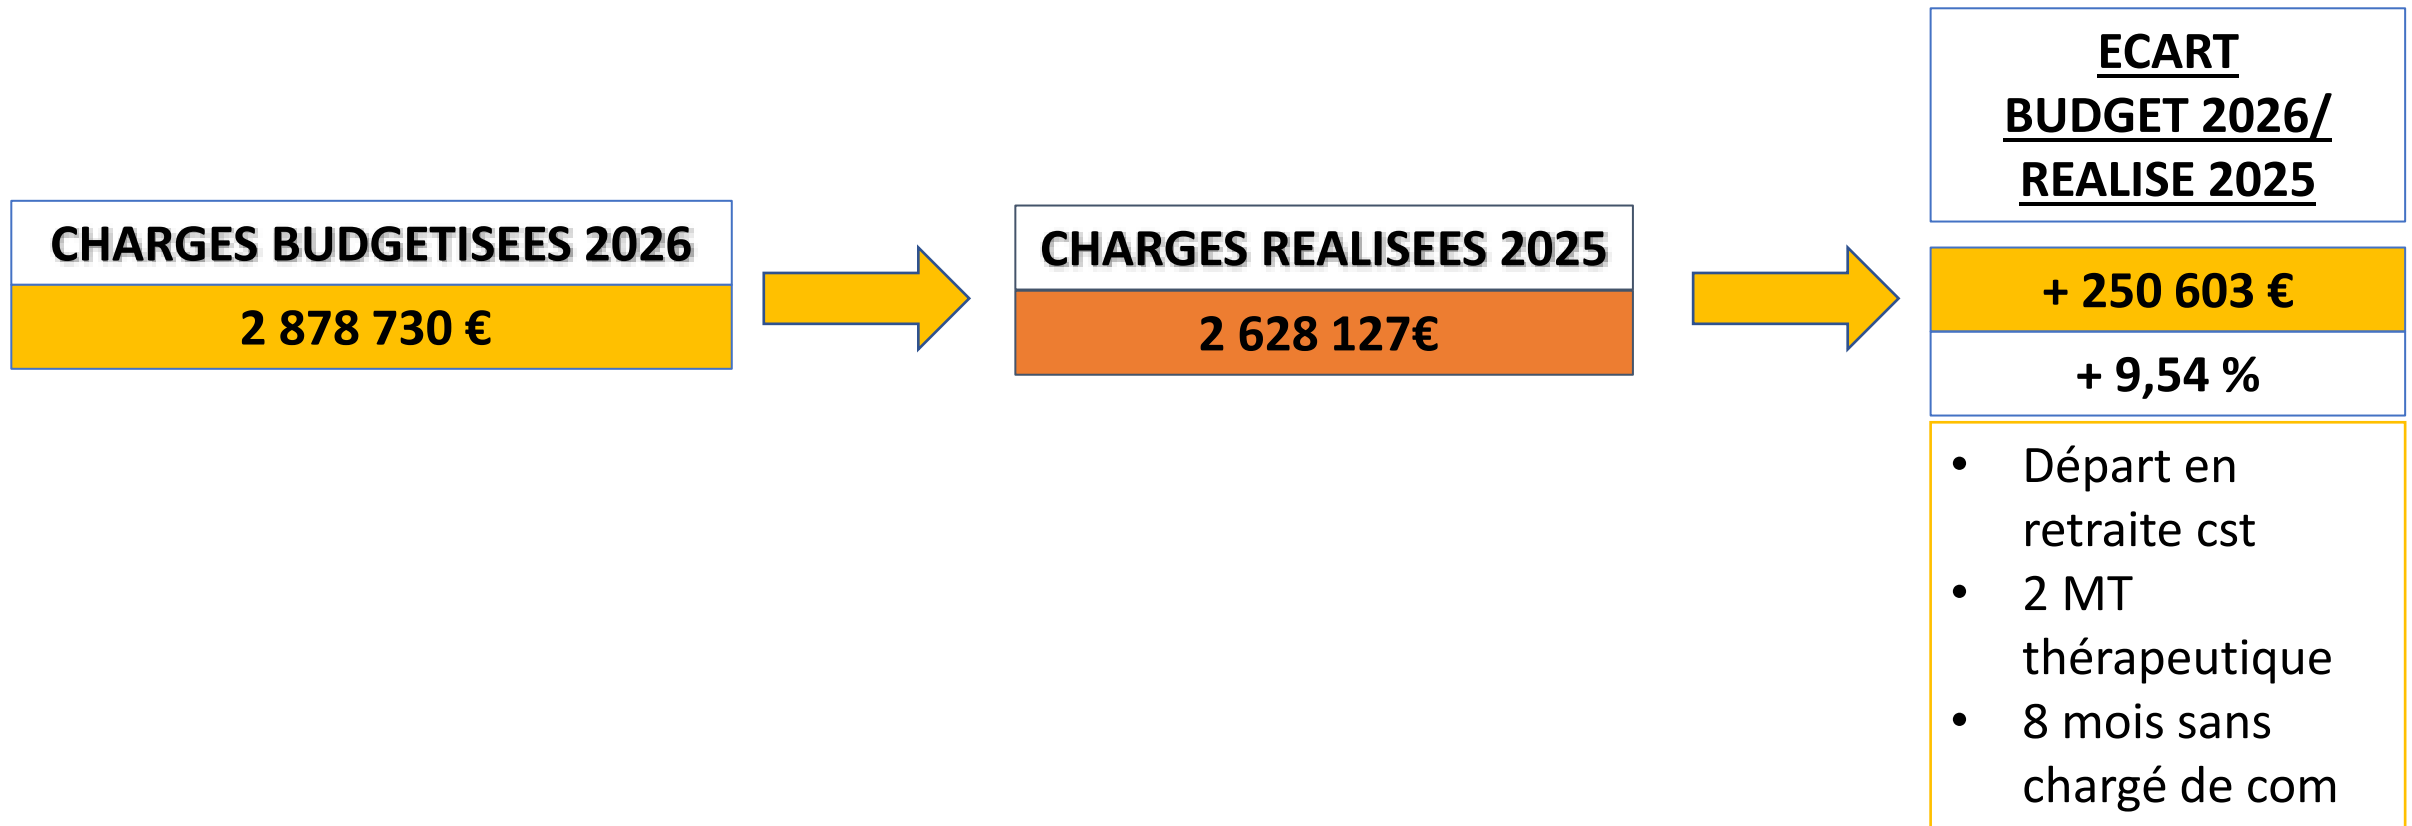 CHARGES BUDGETISEES 2026
2 878 730 €
CHARGES REALISEES 2025
2 628 127€
ECART
BUDGET 2026/
REALISE 2025
+ 250 603 €
+ 9,54 %
• Départ en
retraite cst
• 2 MT
thérapeutique
• 8 mois sans
chargé de com